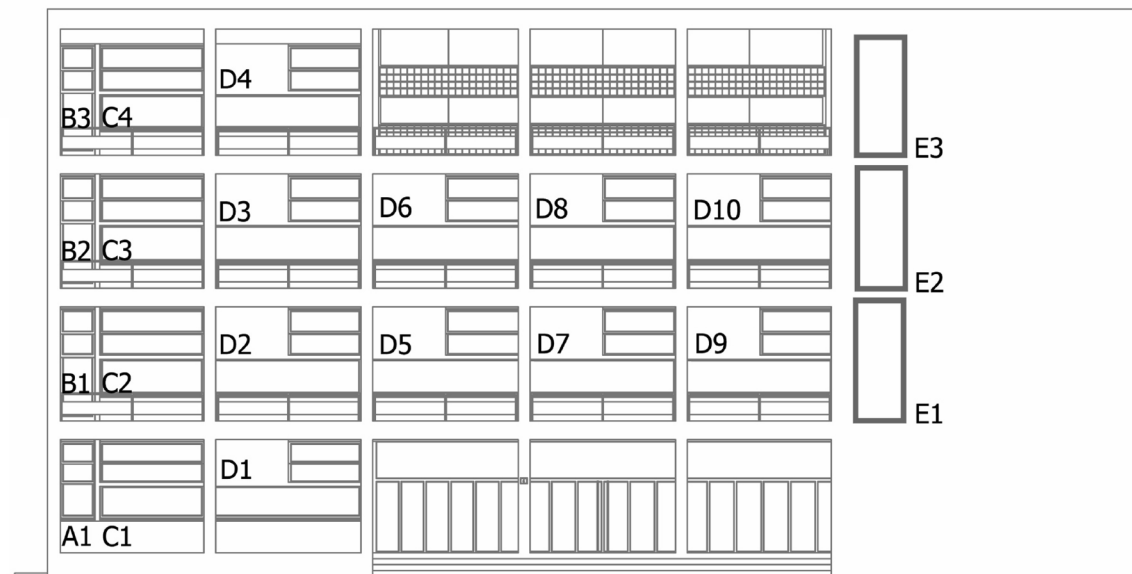 D4
B3 C4
E3
D3 D6 D8 D10
B2 C3
E2
D2 D5 D7 D9
B1 C2
E1
D1
A1 C1